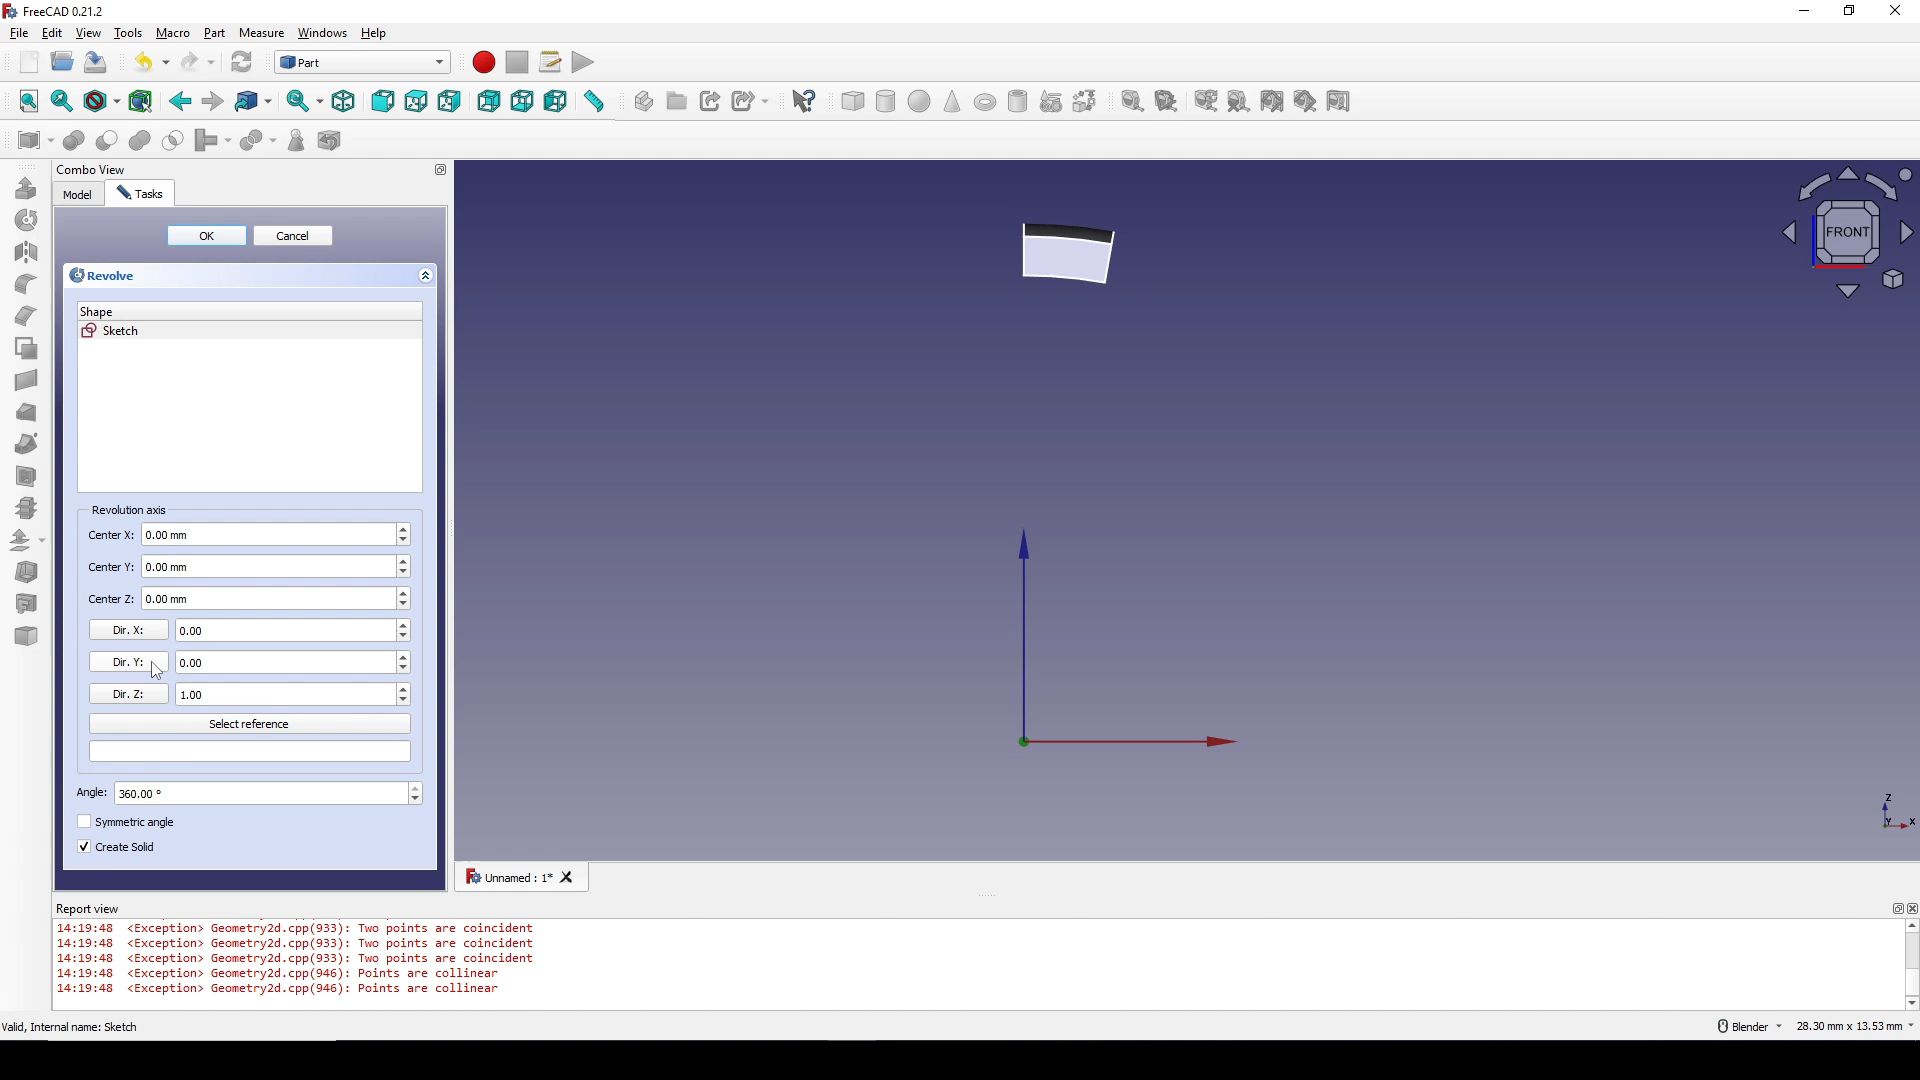 FreeCAD 0.21.2
File Edit View Tools Macro Part Measure Windows Help
Part
Combo View
Model Tasks
OK Cancel
Revolve
Shape
Sketch
Revolution axis
Center X: 0.00 mm
Center Y: 0.00 mm
Center Z: 0.00 mm
Dir. X: 0.00
Dir. Y: 0.00
Dir. Z: 1.00
Select reference
Angle: 360.00 °
Symmetric angle
Create Solid
FRONT
Z
Y X
Unnamed : 1*
Report view
14:19:48 <Exception> Geometry2d.cpp(933): Two points are coincident
14:19:48 <Exception> Geometry2d.cpp(933): Two points are coincident
14:19:48 <Exception> Geometry2d.cpp(933): Two points are coincident
14:19:48 <Exception> Geometry2d.cpp(946): Points are collinear
14:19:48 <Exception> Geometry2d.cpp(946): Points are collinear
Valid, Internal name: Sketch
Blender 28.30 mm x 13.53 mm